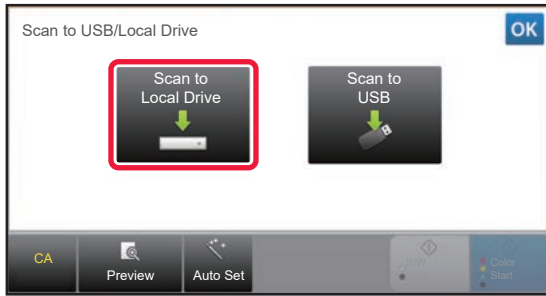 Scan to USB/Local Drive
OK
Scan to
Local Drive
Scan to
USB
CA
Preview
Auto Set
B/W
Start
Color
Start